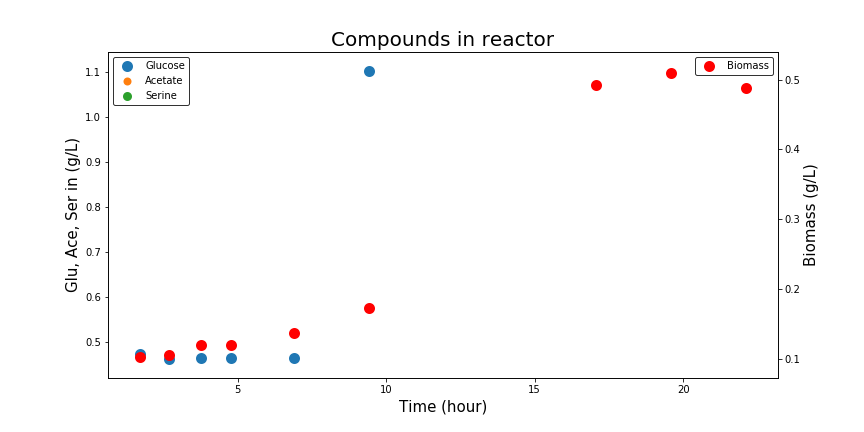 Compounds in reactor
Glucose
Acetate
Serine
Biomass
Glu, Ace, Ser in (g/L)
1.1
1.0
0.9
0.8
0.7
0.6
0.5
Biomass (g/L)
0.5
0.4
0.3
0.2
0.1
5 10 15 20
Time (hour)